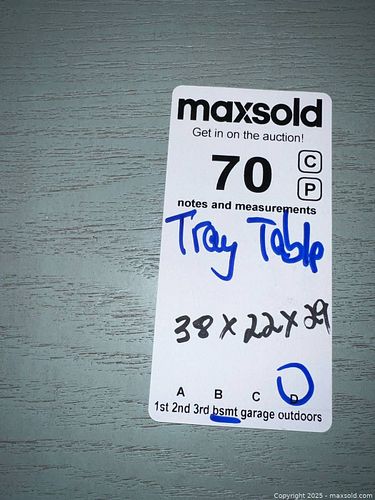 maxsold
Get in on the auction!
70
C
P
notes and measurements
Tray Table
38 x 22 x 29
A B C D
1st 2nd 3rd bsmt garage outdoors
Copyright 2025 - maxsold.com